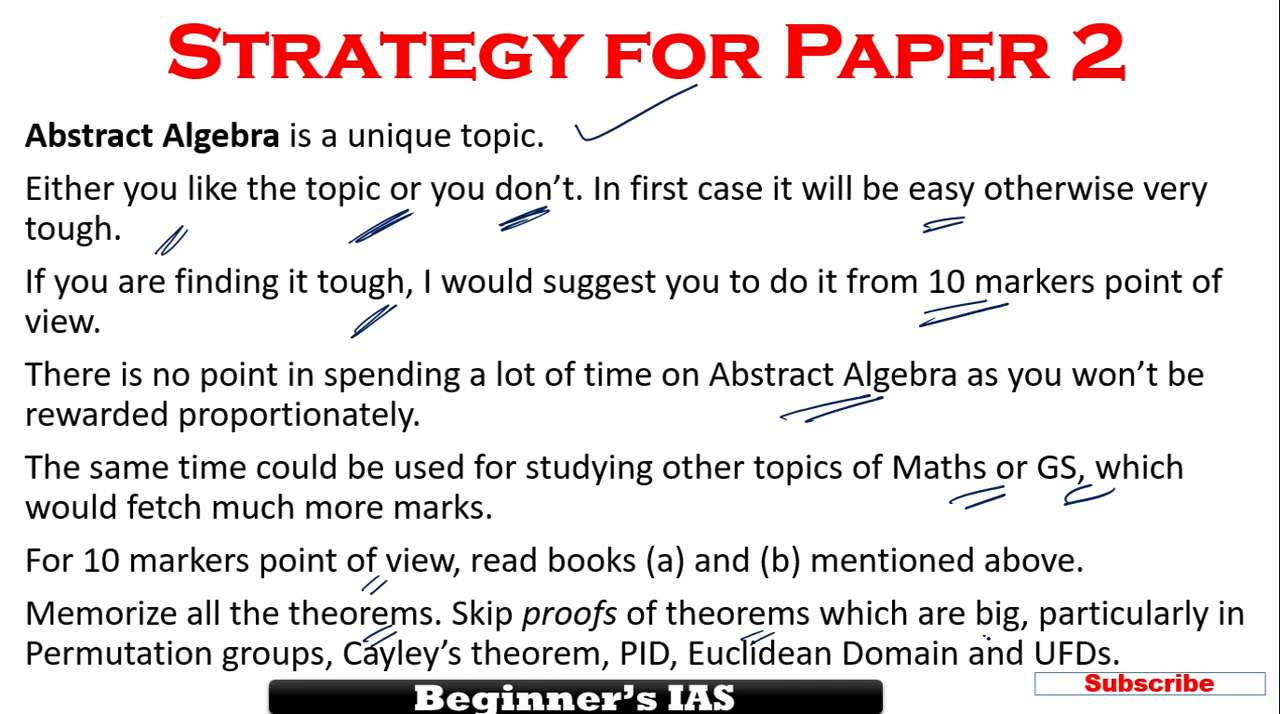 STRATEGY FOR PAPER 2
Abstract Algebra is a unique topic.
Either you like the topic or you don’t. In first case it will be easy otherwise very
tough.
If you are finding it tough, I would suggest you to do it from 10 markers point of
view.
There is no point in spending a lot of time on Abstract Algebra as you won’t be
rewarded proportionately.
The same time could be used for studying other topics of Maths or GS, which
would fetch much more marks.
For 10 markers point of view, read books (a) and (b) mentioned above.
Memorize all the theorems. Skip proofs of theorems which are big, particularly in
Permutation groups, Cayley’s theorem, PID, Euclidean Domain and UFDs.
Subscribe
Beginner’s IAS